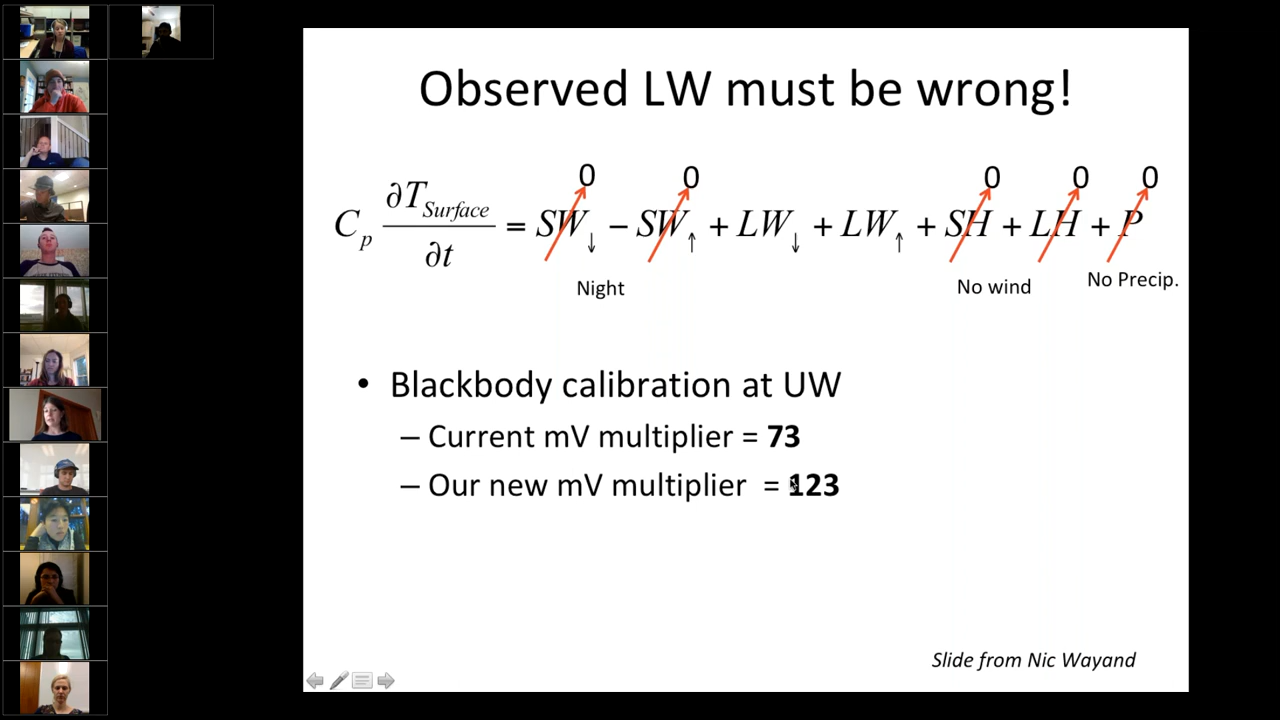 Observed LW must be wrong!
0 0 0 0 0
C_p ∂T_Surface/∂t = SW↓ − SW↑ + LW↓ + LW↑ + SH + LH + P
Night No wind No Precip.
• Blackbody calibration at UW
– Current mV multiplier = 73
– Our new mV multiplier = 123
Slide from Nic Wayand